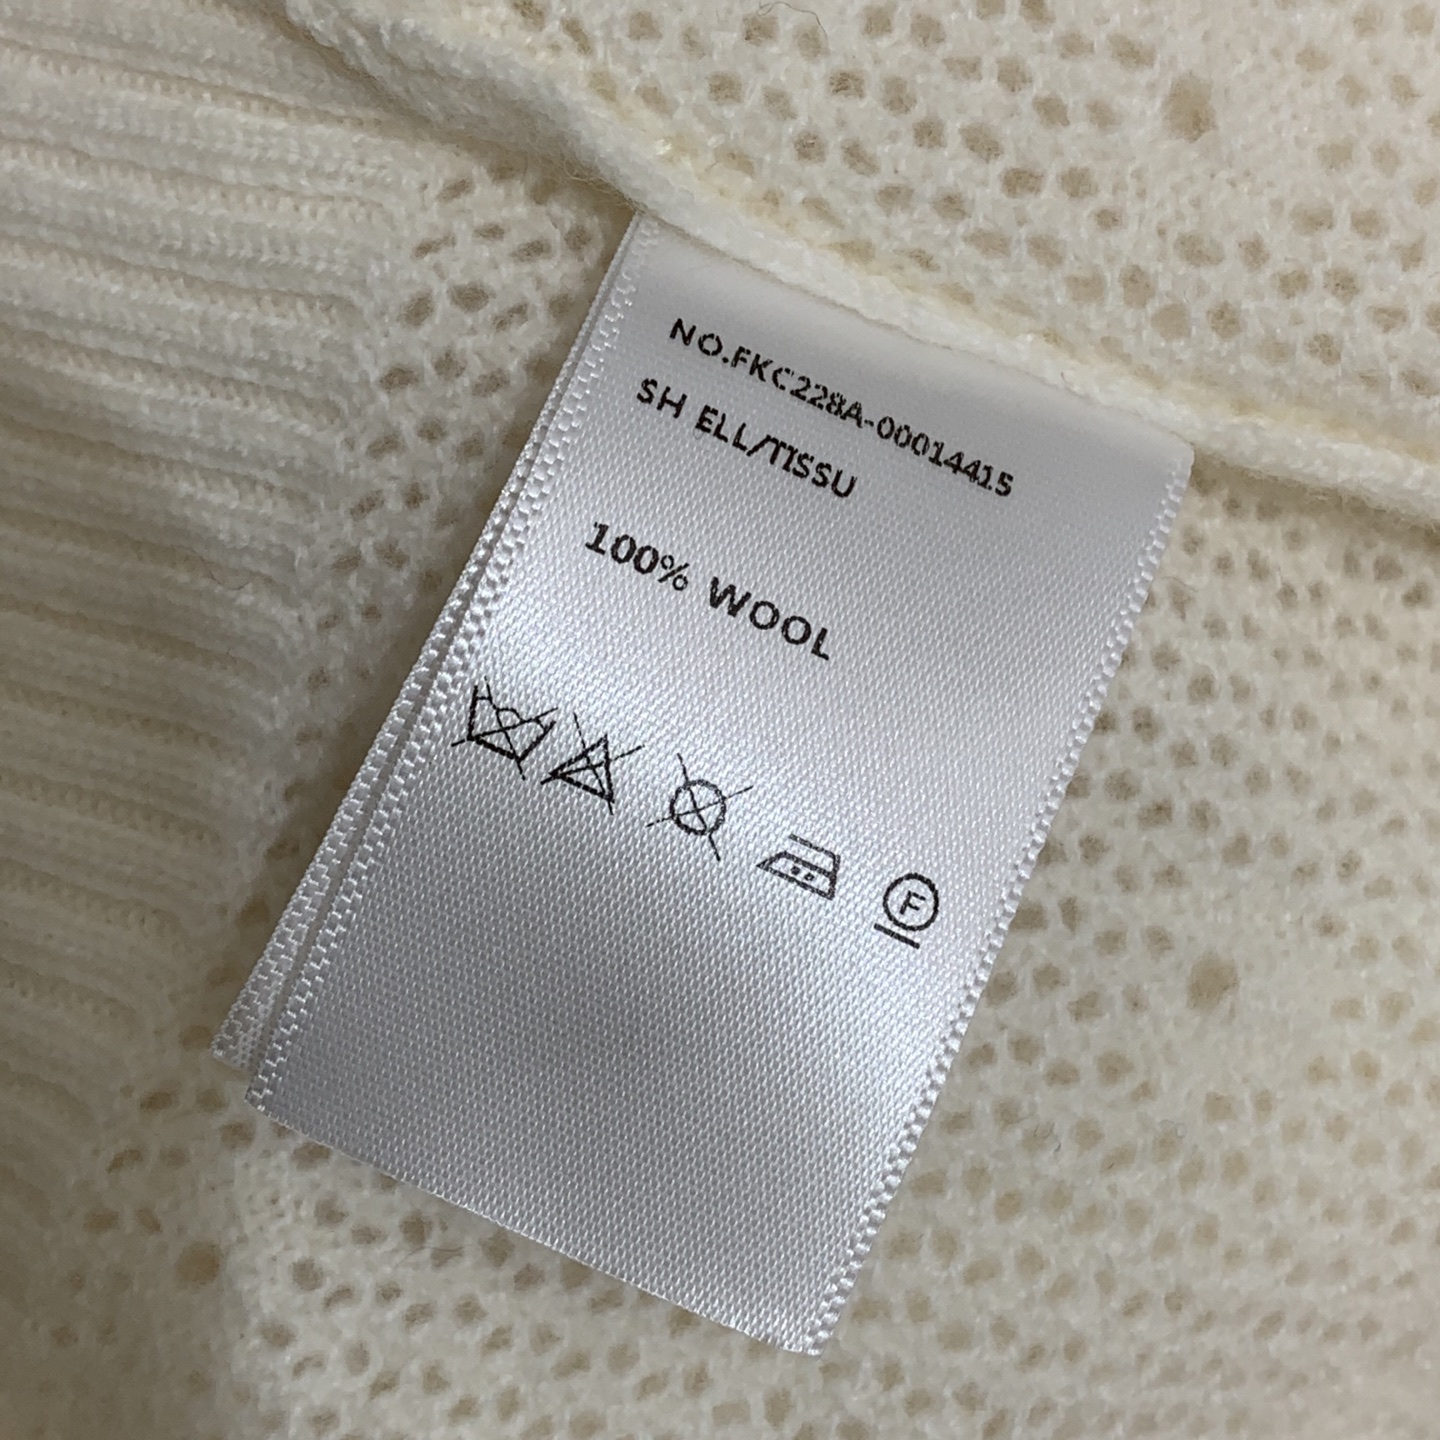 NO.FKC228A-00014415
SH ELL/TISSU
100% WOOL
F